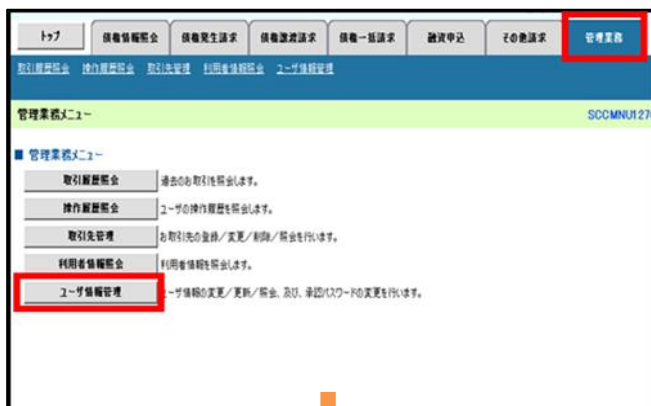 トップ 債権情報照会 債権発生請求 債権譲渡請求 債権一括請求 融資申込 その他請求 管理業務
取引履歴照会 操作履歴照会 取引先管理 利用者情報照会 ユーザ情報管理
管理業務メニュー SCCMNU1270
■ 管理業務メニュー
取引履歴照会 過去のお取引を照会します。
操作履歴照会 ユーザの操作履歴を照会します。
取引先管理 お取引先の登録/変更/削除/照会を行います。
利用者情報照会 利用者情報を照会します。
ユーザ情報管理 ユーザ情報の変更/更新/照会、及び、承認パスワードの変更を行います。